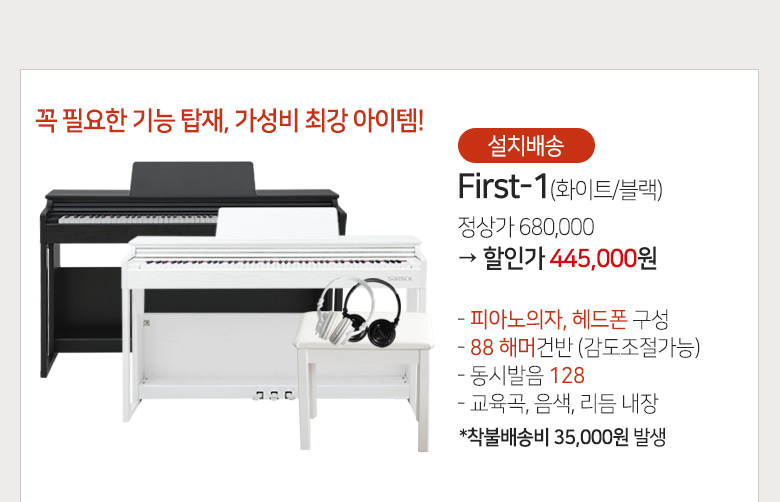 꼭 필요한 기능 탑재, 가성비 최강 아이템!
설치배송
First-1(화이트/블랙)
정상가 680,000
→ 할인가 445,000원
- 피아노의자, 헤드폰 구성
- 88 해머건반 (감도조절가능)
- 동시발음 128
- 교육곡, 음색, 리듬 내장
*착불배송비 35,000원 발생